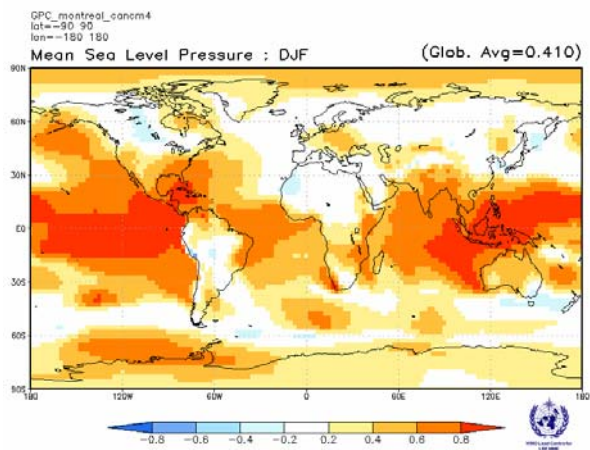 GPC_montreal_cancm4
lat=-90 90
lon=-180 180
Mean Sea Level Pressure : DJF (Glob. Avg=0.410)
90N
60N
30N
EQ
30S
60S
90S
180 120W 60W 0 60E 120E 180
-0.8 -0.6 -0.4 -0.2 0.2 0.4 0.6 0.8